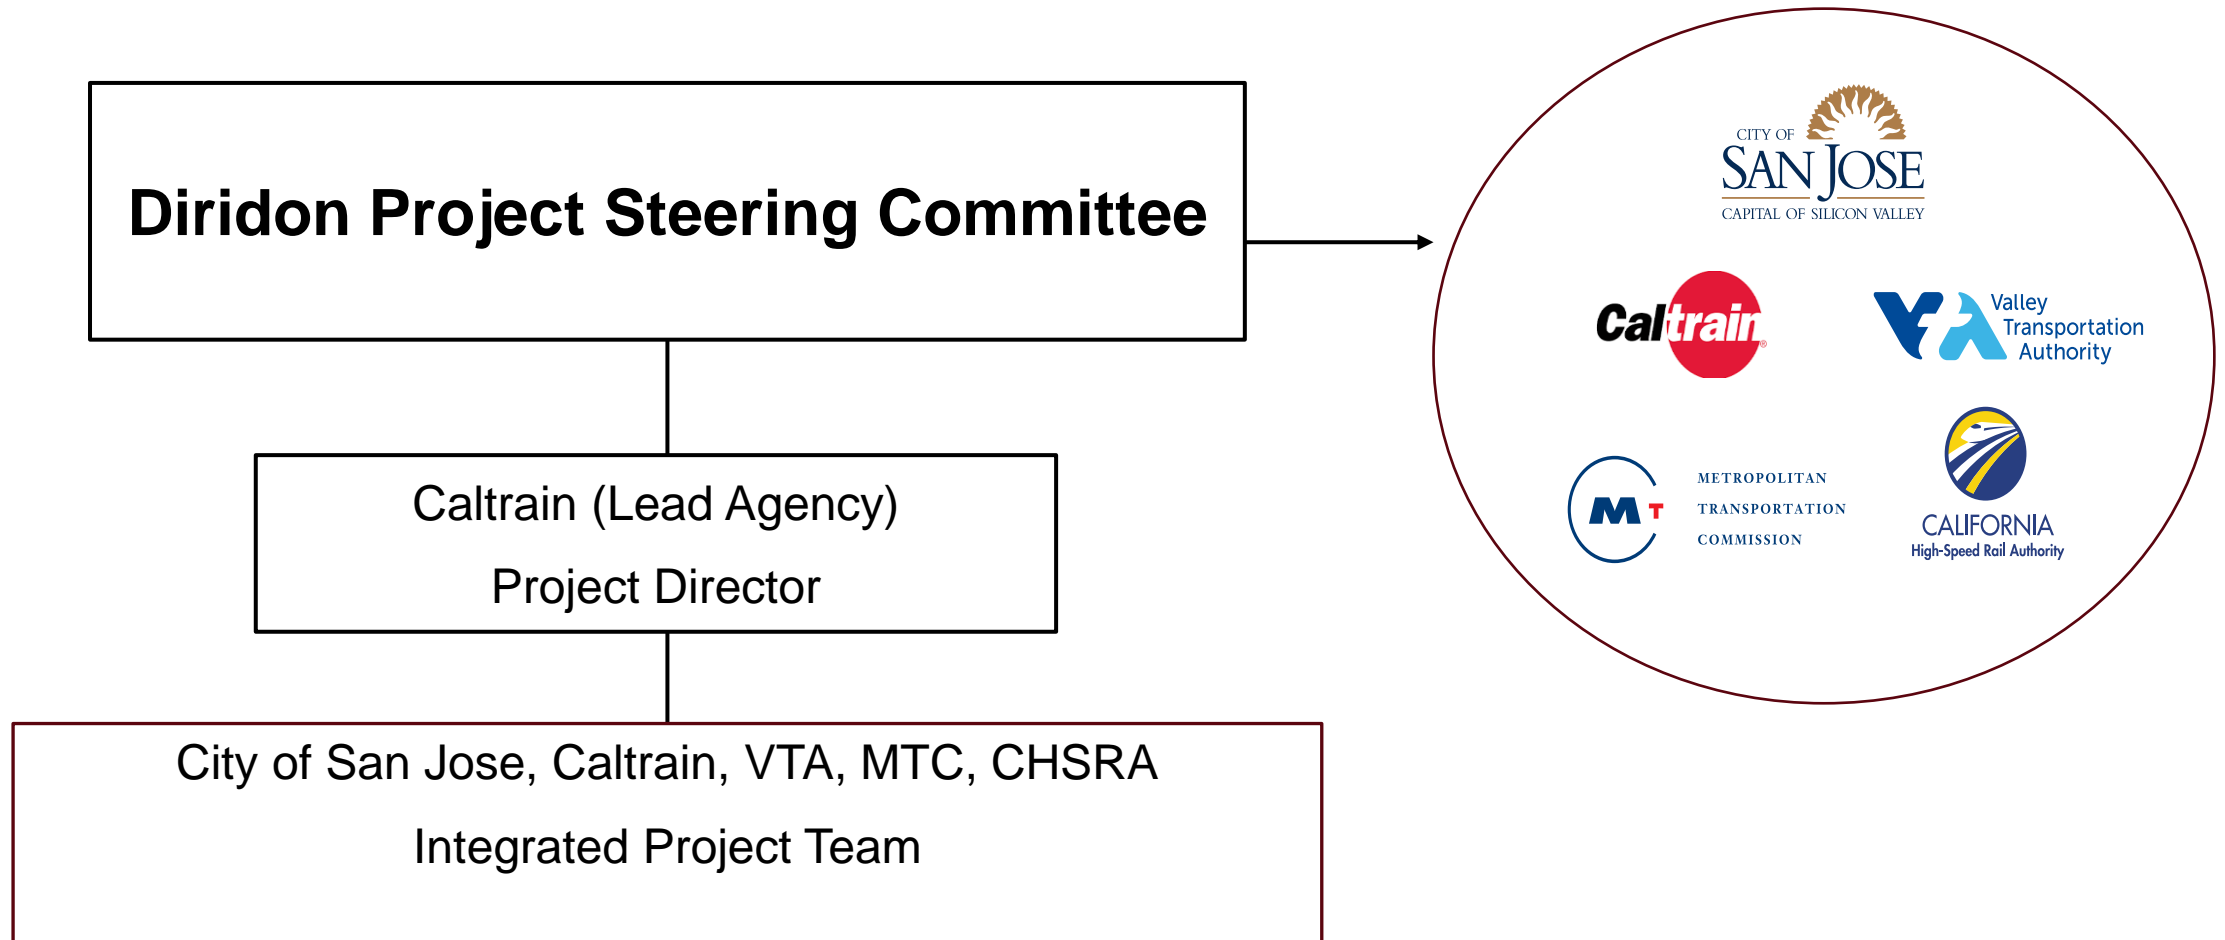 Diridon Project Steering Committee
Caltrain (Lead Agency)
Project Director
City of San Jose, Caltrain, VTA, MTC, CHSRA
Integrated Project Team
CITY OF
SAN JOSE
CAPITAL OF SILICON VALLEY
Caltrain®
VTA
Valley
Transportation
Authority
MT
METROPOLITAN
TRANSPORTATION
COMMISSION
CALIFORNIA
High-Speed Rail Authority